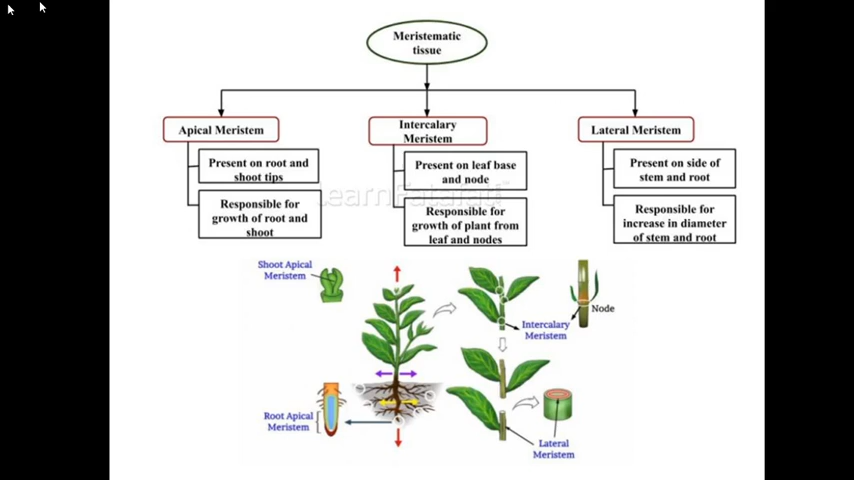 Meristematic
tissue
Apical Meristem
Intercalary
Meristem
Lateral Meristem
Present on root and
shoot tips
Present on leaf base
and node
Present on side of
stem and root
Responsible for
growth of root and
shoot
Responsible for
growth of plant from
leaf and nodes
Responsible for
increase in diameter
of stem and root
LearnFatafat
Shoot Apical
Meristem
Node
Intercalary
Meristem
Root Apical
Meristem
Lateral
Meristem